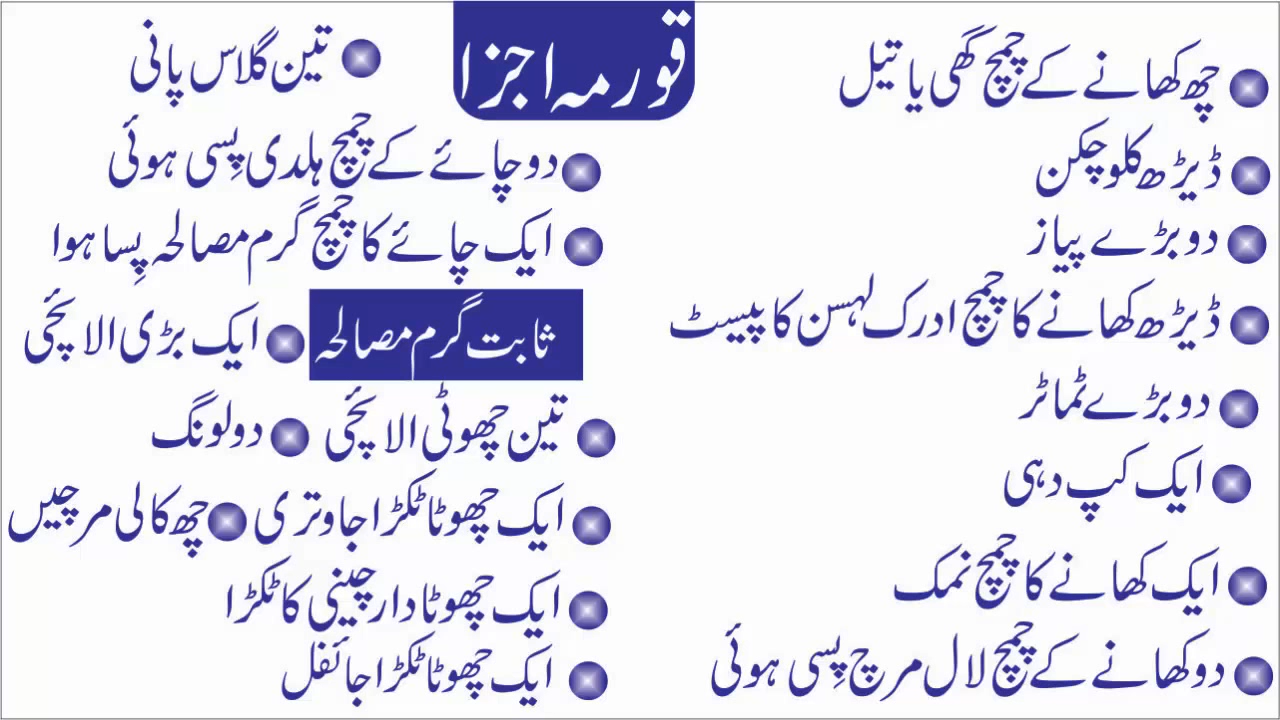 قورمہ اجزا
چھ کھانے کے چمچ گھی یا تیل
ڈیڑھ کلو چکن
دو بڑے پیاز
ڈیڑھ کھانے کا چمچ ادرک لہسن کا پیسٹ
دو بڑے ٹماٹر
ایک کپ دہی
ایک کھانے کا چمچ نمک
دو کھانے کے چمچ لال مرچ پِسی ہوئی
تین گلاس پانی
دو چائے کے چمچ ہلدی پِسی ہوئی
ایک چائے کا چمچ گرم مصالحہ پِسا ہوا
ثابت گرم مصالحہ
ایک بڑی الائچی
تین چھوٹی الائچی
دو لونگ
ایک چھوٹا ٹکڑا جاوتری
چھ کالی مرچیں
ایک چھوٹا دار چینی کا ٹکڑا
ایک چھوٹا ٹکڑا جائفل